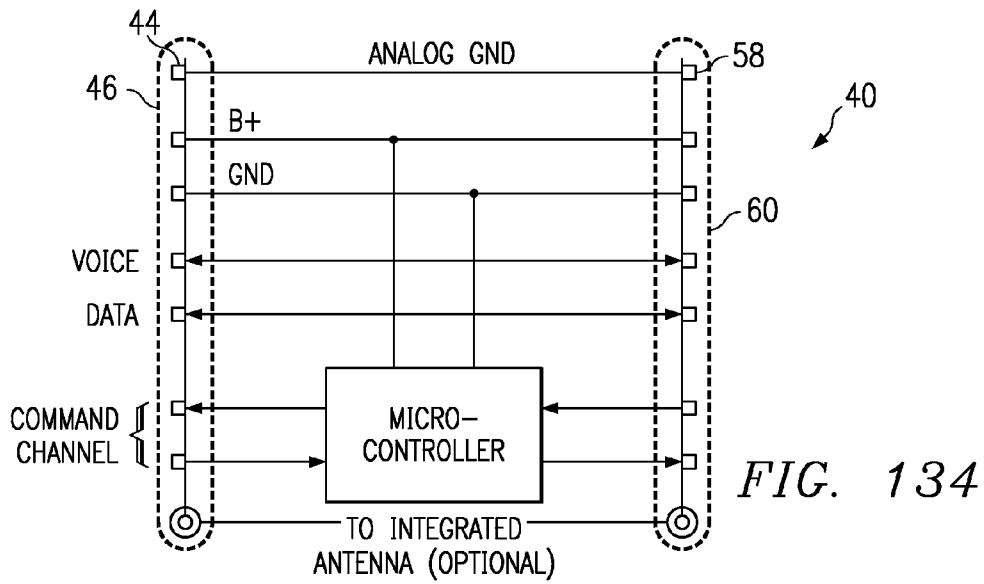 44
ANALOG GND
58
46
40
B+
GND
60
VOICE
DATA
COMMAND
CHANNEL
MICRO-
CONTROLLER
FIG. 134
TO INTEGRATED
ANTENNA (OPTIONAL)